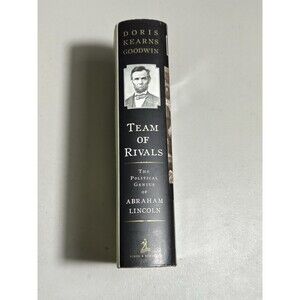 DORIS
KEARNS
GOODWIN
TEAM
OF
RIVALS
THE
POLITICAL
GENIUS
OF
ABRAHAM
LINCOLN